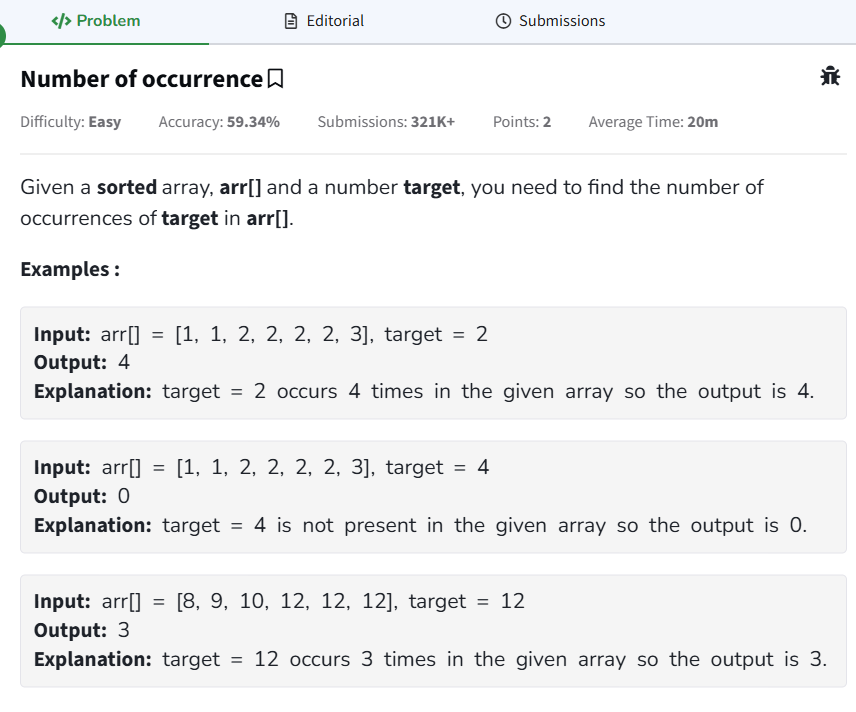 </> Problem Editorial Submissions
Number of occurrence
Difficulty: Easy Accuracy: 59.34% Submissions: 321K+ Points: 2 Average Time: 20m
Given a sorted array, arr[] and a number target, you need to find the number of
occurrences of target in arr[].
Examples :
Input: arr[] = [1, 1, 2, 2, 2, 2, 3], target = 2
Output: 4
Explanation: target = 2 occurs 4 times in the given array so the output is 4.
Input: arr[] = [1, 1, 2, 2, 2, 2, 3], target = 4
Output: 0
Explanation: target = 4 is not present in the given array so the output is 0.
Input: arr[] = [8, 9, 10, 12, 12, 12], target = 12
Output: 3
Explanation: target = 12 occurs 3 times in the given array so the output is 3.